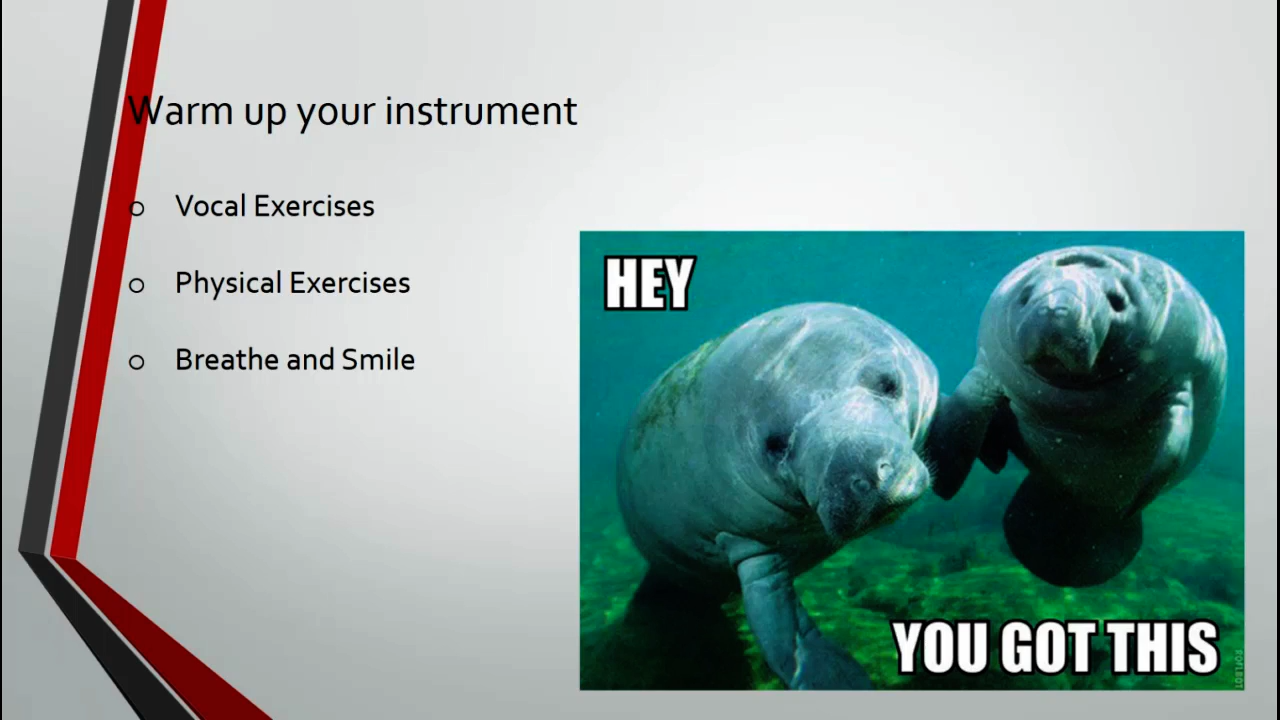 Warm up your instrument
o Vocal Exercises
o Physical Exercises
o Breathe and Smile
HEY
YOU GOT THIS